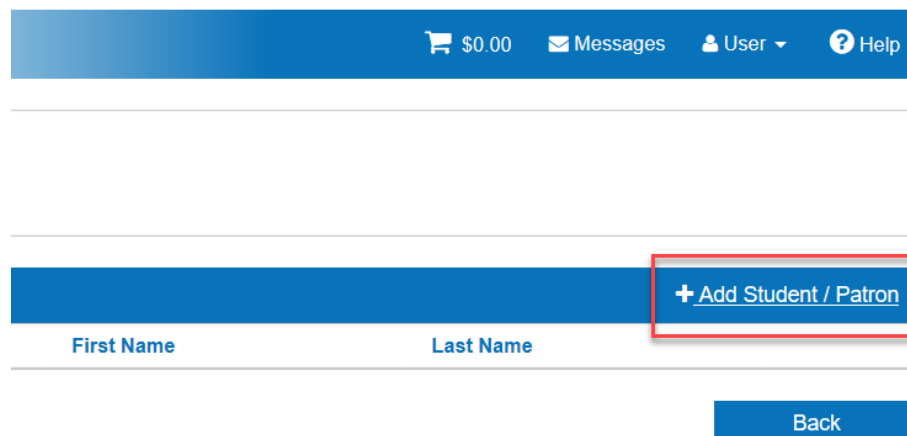 $0.00 Messages User Help
+ Add Student / Patron
First Name Last Name
Back